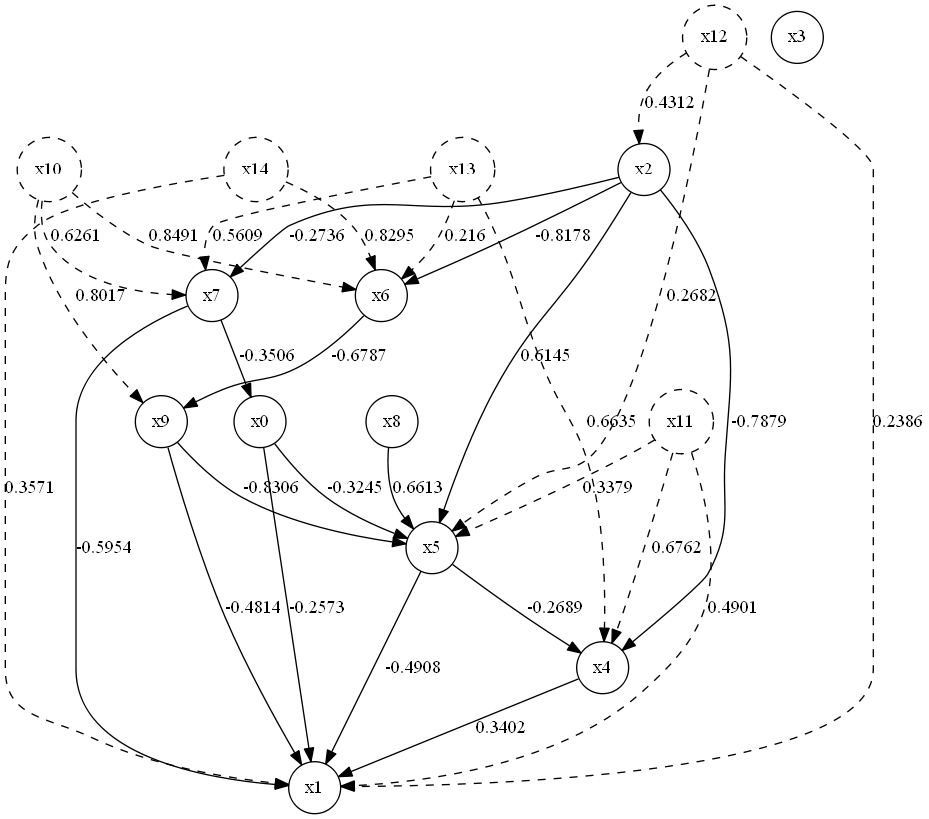 x12 x3
0.4312
x10 x14 x13 x2
0.6261 0.8491 0.5609 -0.2736 0.8295 0.216 -0.8178
x7 x6
0.8017 0.2682
-0.3506 -0.6787 0.6145
x9 x0 x8 0.6635 x11 -0.7879 0.2386
0.3571 -0.8306 -0.3245 0.6613 0.3379
-0.5954 x5 0.6762
-0.4814 -0.2573 -0.2689 0.4901
-0.4908 x4
0.3402
x1